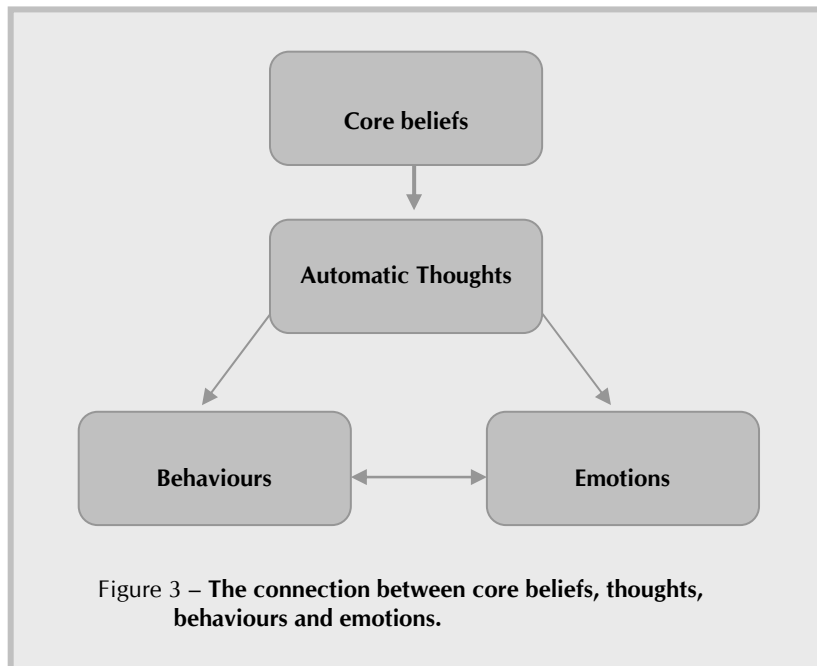 Core beliefs
Automatic Thoughts
Behaviours
Emotions
Figure 3 – The connection between core beliefs, thoughts,
behaviours and emotions.